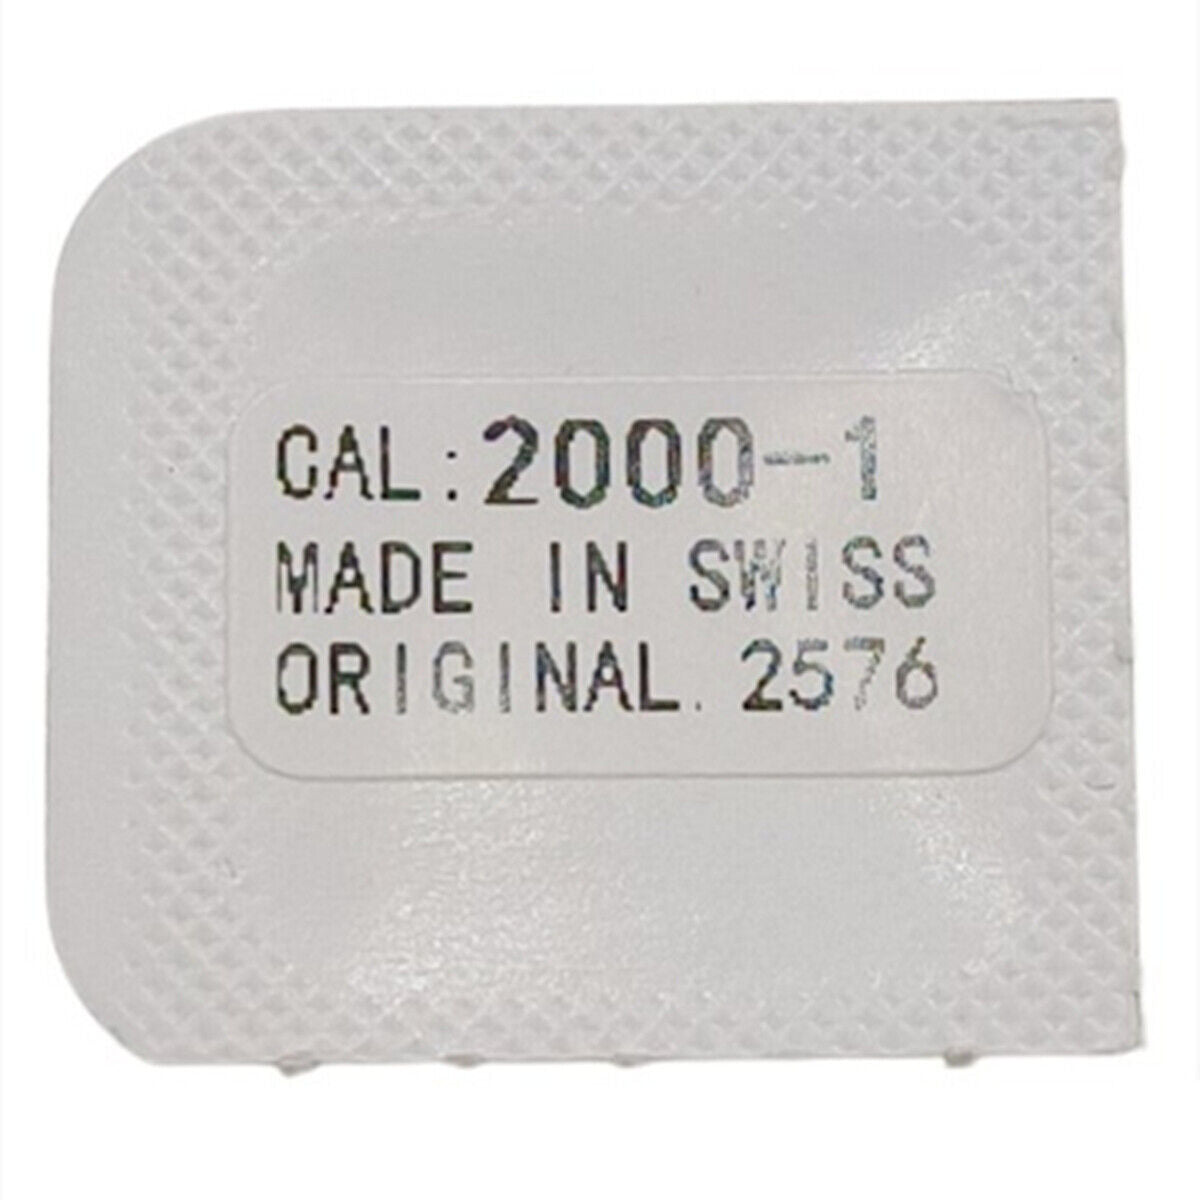 CAL: 2000-1
MADE IN SWISS
ORIGINAL. 2576